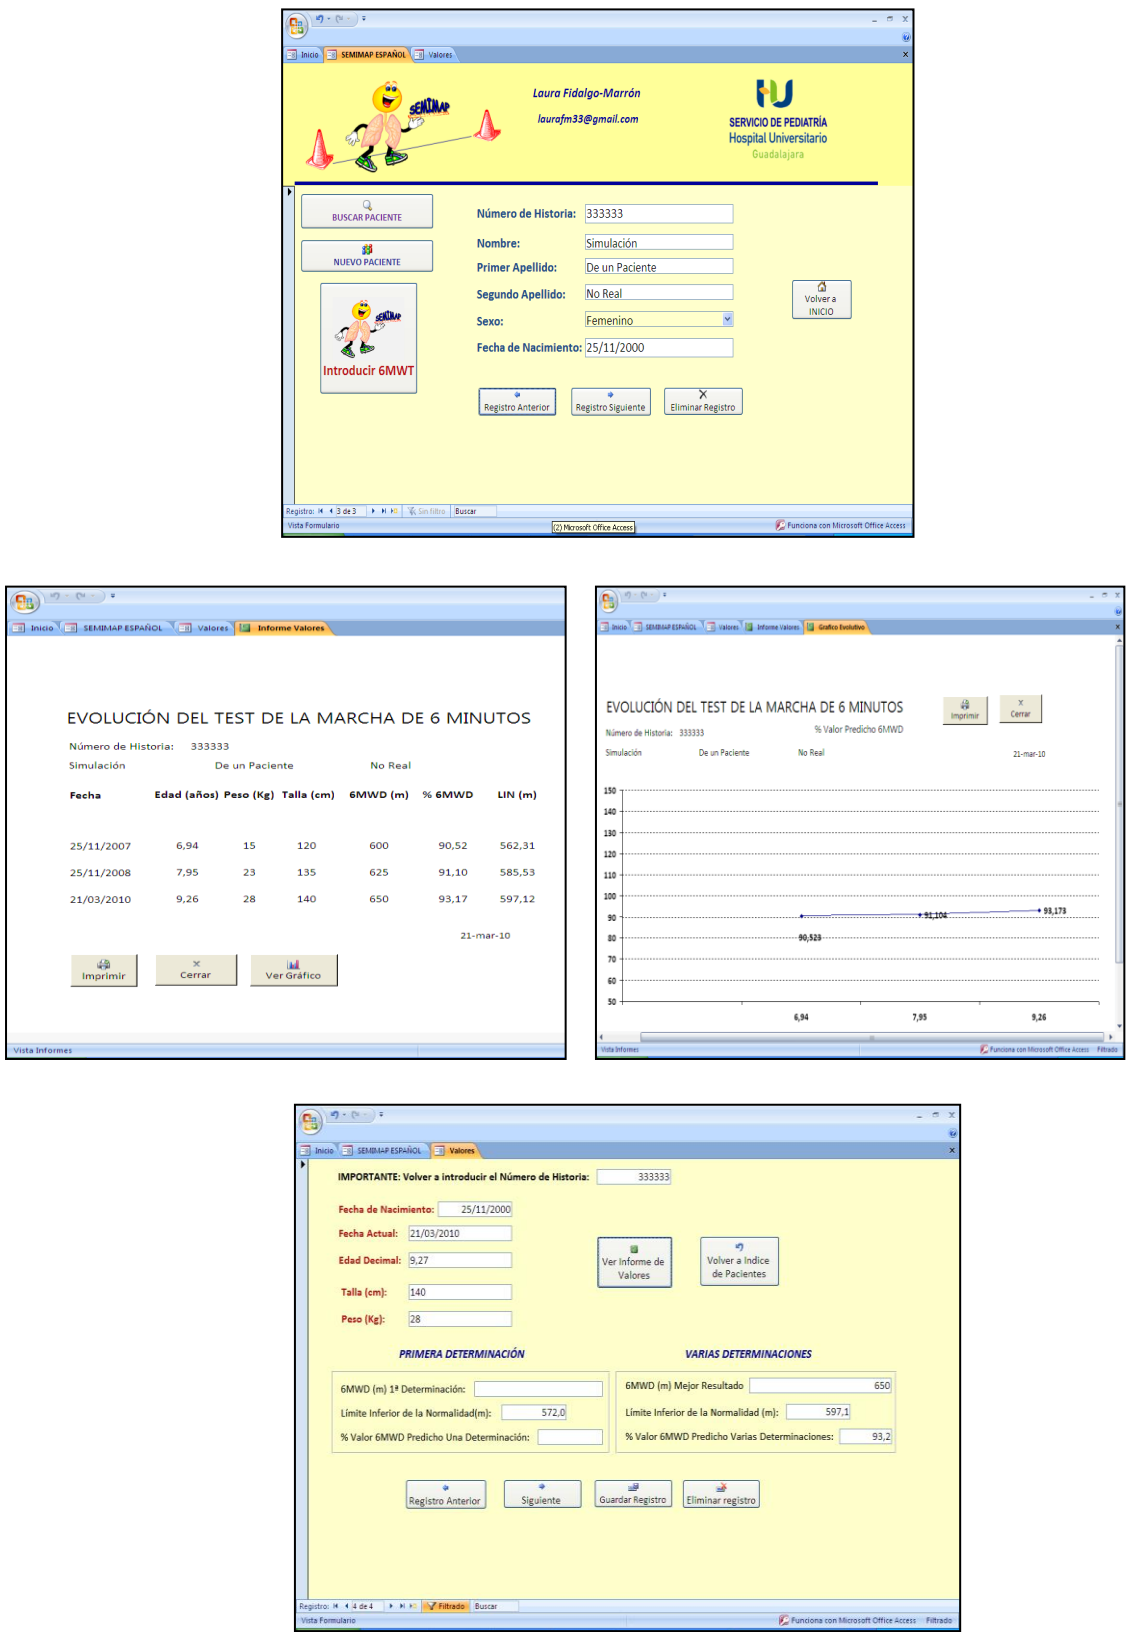 Inicio SEMIMAP ESPAÑOL Valores
SEMIMAP
Laura Fidalgo-Marrón
laurafm33@gmail.com
SERVICIO DE PEDIATRÍA
Hospital Universitario
Guadalajara
BUSCAR PACIENTE
NUEVO PACIENTE
SEMIMAP
Introducir 6MWT
Número de Historia: 333333
Nombre: Simulación
Primer Apellido: De un Paciente
Segundo Apellido: No Real
Sexo: Femenino
Fecha de Nacimiento: 25/11/2000
Volver a
INICIO
Registro Anterior Registro Siguiente Eliminar Registro
Registro: 3 de 3 Sin filtro Buscar
Vista Formulario (2) Microsoft Office Access Funciona con Microsoft Office Access
Inicio SEMIMAP ESPAÑOL Valores Informe Valores
EVOLUCIÓN DEL TEST DE LA MARCHA DE 6 MINUTOS
Número de Historia: 333333
Simulación De un Paciente No Real
Fecha Edad (años) Peso (Kg) Talla (cm) 6MWD (m) % 6MWD LIN (m)
25/11/2007 6,94 15 120 600 90,52 562,31
25/11/2008 7,95 23 135 625 91,10 585,53
21/03/2010 9,26 28 140 650 93,17 597,12
21-mar-10
Imprimir Cerrar Ver Gráfico
Vista Informes
Inicio SEMIMAP ESPAÑOL Valores Informe Valores Grafico Evolutivo
EVOLUCIÓN DEL TEST DE LA MARCHA DE 6 MINUTOS
Imprimir Cerrar
Número de Historia: 333333 % Valor Predicho 6MWD
Simulación De un Paciente No Real 21-mar-10
150
140
130
120
110
100
90
80
70
60
50
90,523
91,104
93,173
6,94 7,95 9,26
Vista Informes Funciona con Microsoft Office Access Filtrado
Inicio SEMIMAP ESPAÑOL Valores
IMPORTANTE: Volver a introducir el Número de Historia: 333333
Fecha de Nacimiento: 25/11/2000
Fecha Actual: 21/03/2010
Edad Decimal: 9,27
Talla (cm): 140
Peso (Kg): 28
Ver Informe de
Valores
Volver a Indice
de Pacientes
PRIMERA DETERMINACIÓN
6MWD (m) 1ª Determinación:
Límite Inferior de la Normalidad(m): 572,0
% Valor 6MWD Predicho Una Determinación:
VARIAS DETERMINACIONES
6MWD (m) Mejor Resultado 650
Límite Inferior de la Normalidad (m): 597,1
% Valor 6MWD Predicho Varias Determinaciones: 93,2
Registro Anterior Siguiente Guardar Registro Eliminar registro
Registro: 4 de 4 Filtrado Buscar
Vista Formulario Funciona con Microsoft Office Access Filtrado